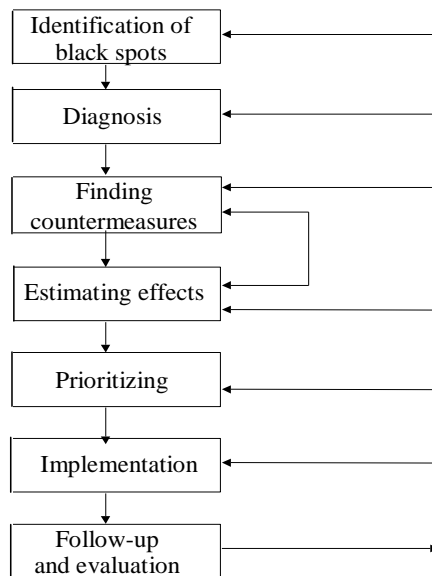 Identification of
black spots
Diagnosis
Finding
countermeasures
Estimating effects
Prioritizing
Implementation
Follow-up
and evaluation